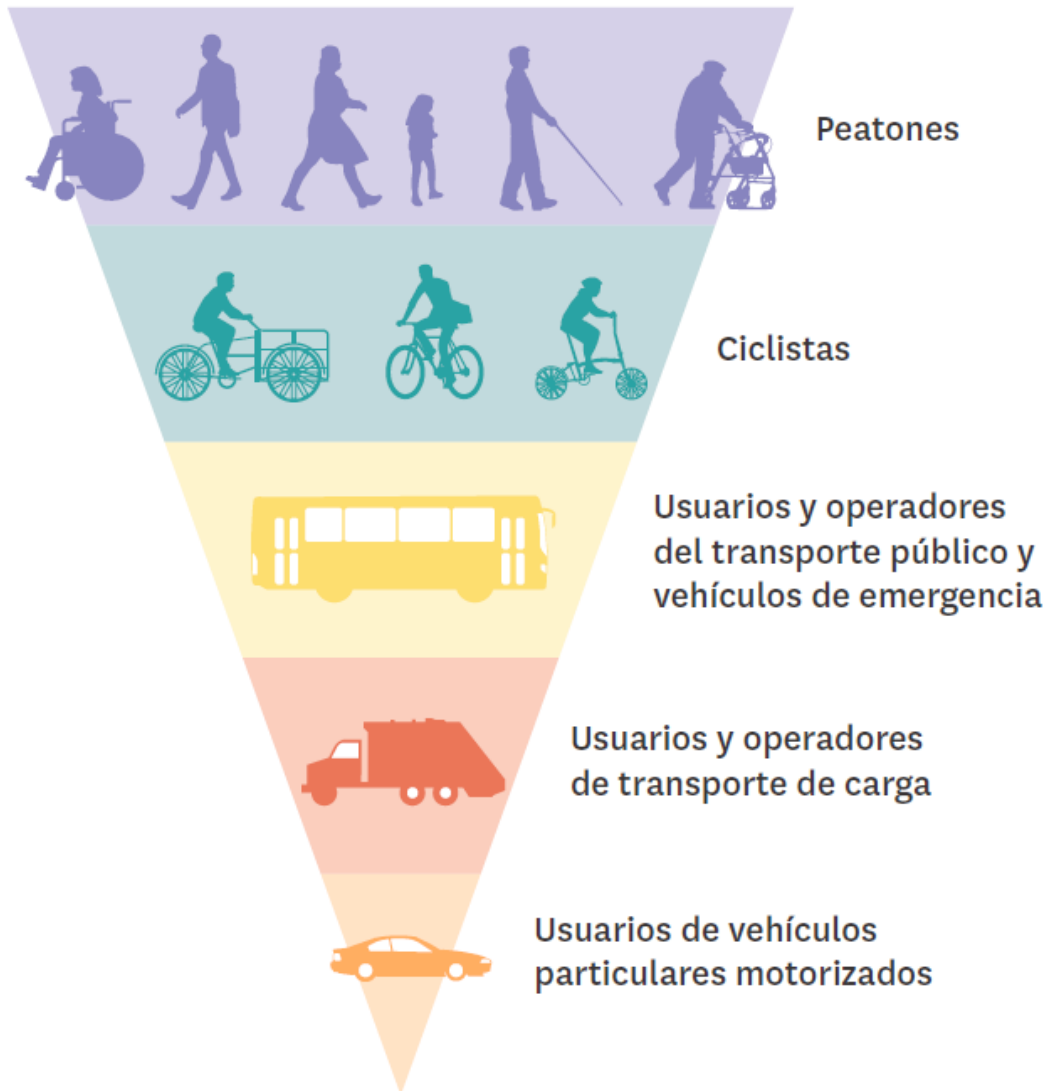 Peatones
Ciclistas
Usuarios y operadores
del transporte público y
vehículos de emergencia
Usuarios y operadores
de transporte de carga
Usuarios de vehículos
particulares motorizados